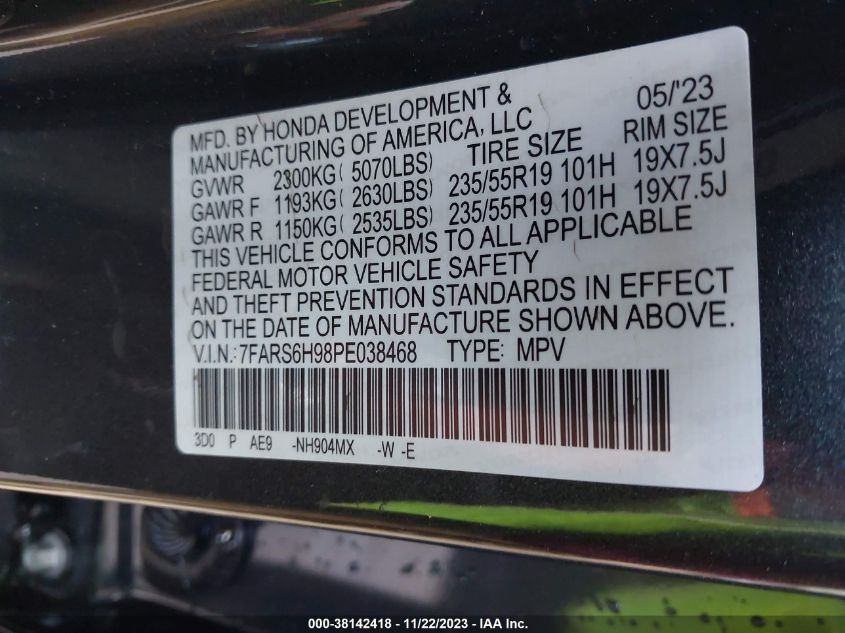 MFD. BY HONDA DEVELOPMENT & 05/'23
MANUFACTURING OF AMERICA, LLC
GVWR 2300KG( 5070LBS) TIRE SIZE RIM SIZE
GAWR F 1193KG( 2630LBS) 235/55R19 101H 19X7.5J
GAWR R 1150KG( 2535LBS) 235/55R19 101H 19X7.5J
THIS VEHICLE CONFORMS TO ALL APPLICABLE
FEDERAL MOTOR VEHICLE SAFETY
AND THEFT PREVENTION STANDARDS IN EFFECT
ON THE DATE OF MANUFACTURE SHOWN ABOVE.
V.I.N.: 7FARS6H98PE038468 TYPE: MPV
3D0 P AE9 -NH904MX -W -E
000-38142418 - 11/22/2023 - IAA Inc.